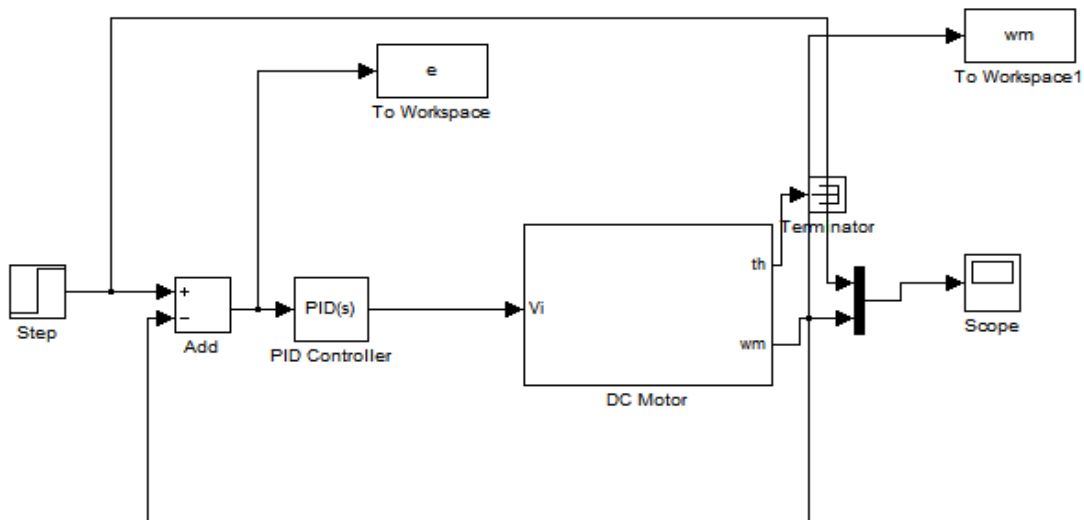 wm
To Workspace1
e
To Workspace
Terminator
th
Step
+
−
Add
PID(s)
PID Controller
Vi
wm
DC Motor
Scope